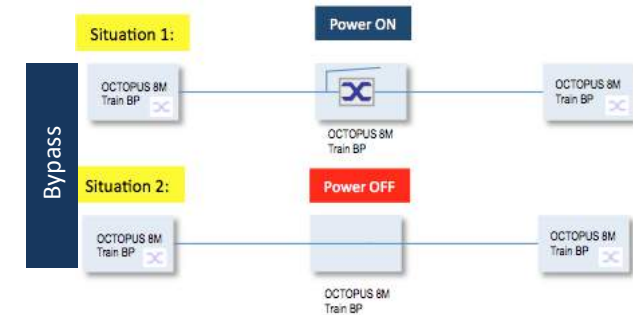 Situation 1:
Power ON
OCTOPUS 8M
Train BP
OCTOPUS 8M
Train BP
OCTOPUS 8M
Train BP
Bypass
Situation 2:
Power OFF
OCTOPUS 8M
Train BP
OCTOPUS 8M
Train BP
OCTOPUS 8M
Train BP